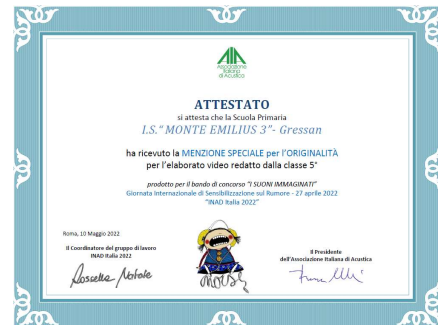 AIA
Associazione
Italiana
di Acustica
ATTESTATO
si attesta che la Scuola Primaria
I.S.“ MONTE EMILIUS 3”- Gressan
ha ricevuto la MENZIONE SPECIALE per l’ORIGINALITÀ
per l’elaborato video redatto dalla classe 5°
prodotto per il bando di concorso “I SUONI IMMAGINATI”
Giornata Internazionale di Sensibilizzazione sul Rumore - 27 aprile 2022
“INAD Italia 2022”
Roma, 10 Maggio 2022
Il Coordinatore del gruppo di lavoro
INAD Italia 2022
Rossella Natale
Il Presidente
dell’Associazione Italiana di Acustica